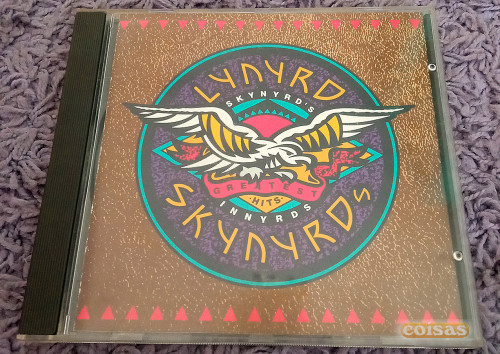 LYNYRD
SKYNYRD'S
GREATEST
·HITS·
INNYRDS
SKYNYRDS
coisas